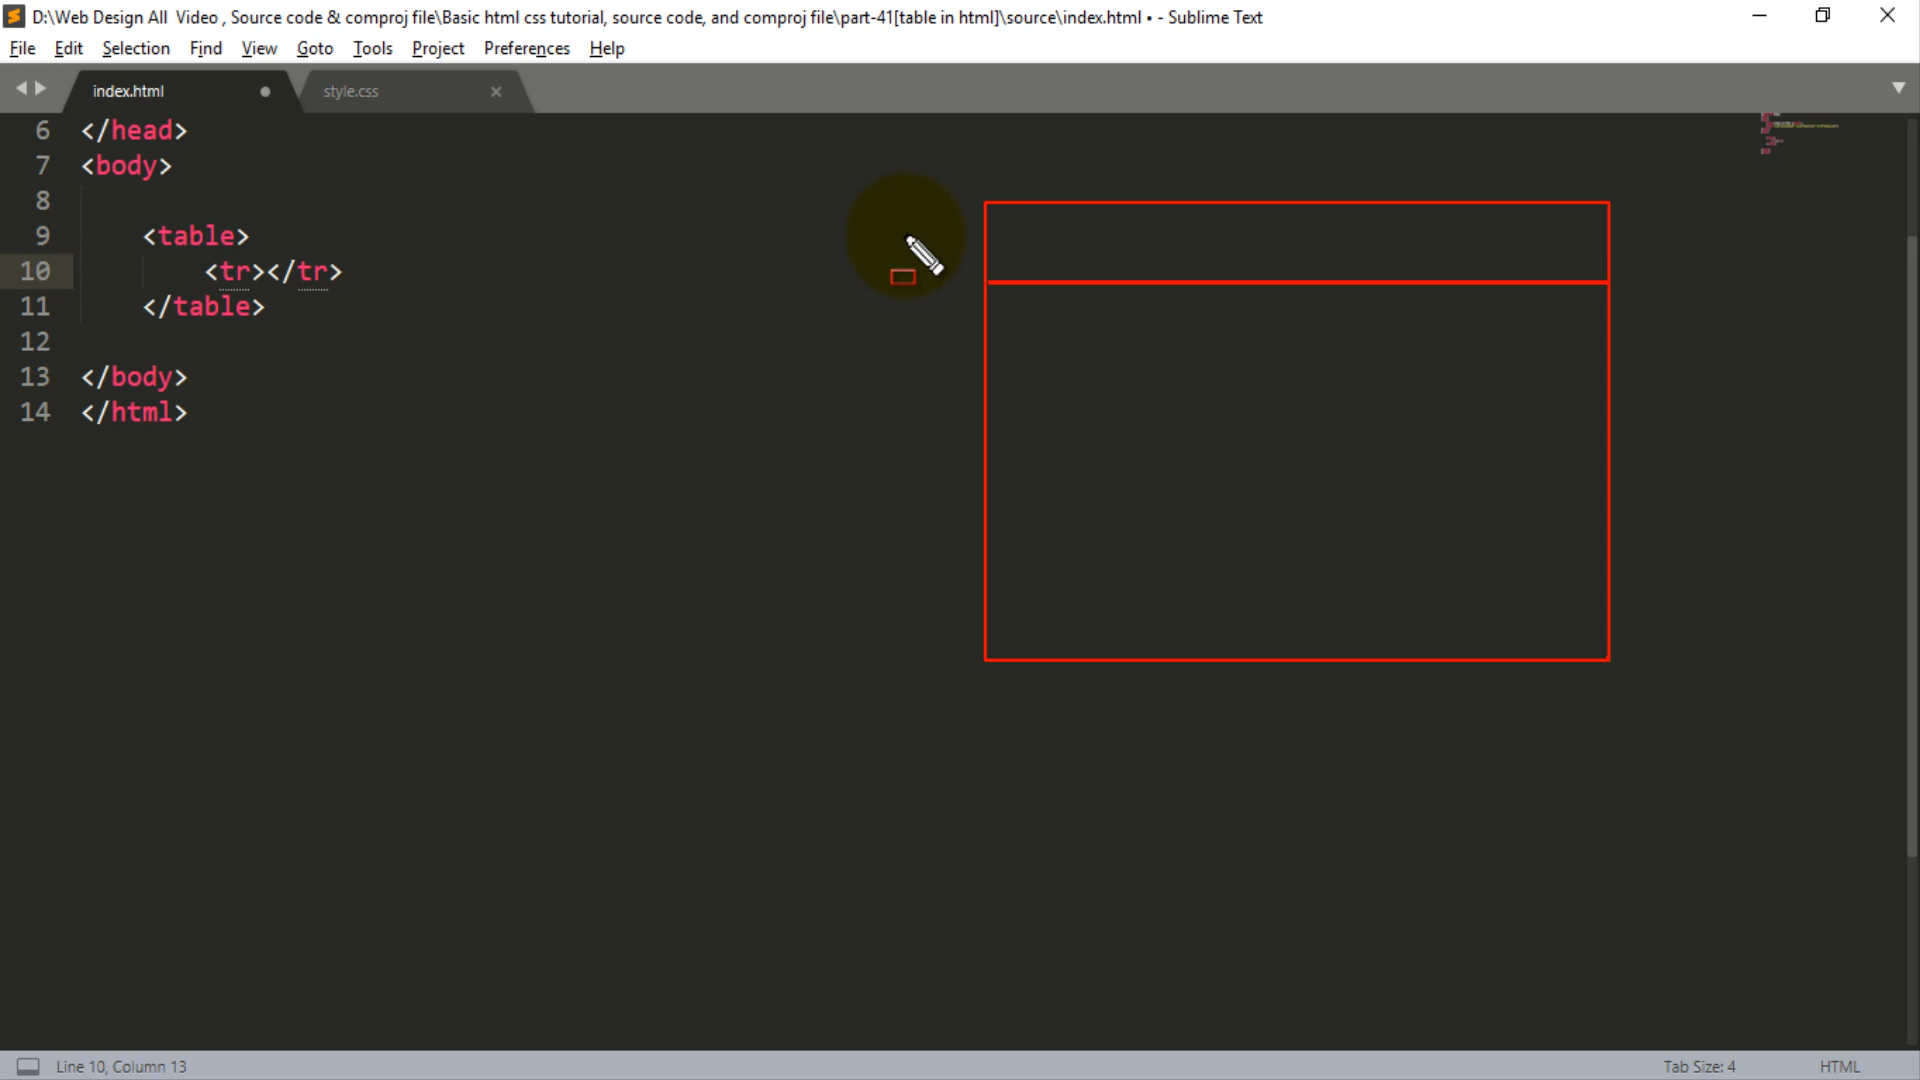 D:\Web Design All  Video , Source code & comproj file\Basic html css tutorial, source code, and comproj file\part-41[table in html]\source\index.html • - Sublime Text
File Edit Selection Find View Goto Tools Project Preferences Help
index.html
style.css
6 </head>
7 <body>
8
9 <table>
10 <tr></tr>
11 </table>
12
13 </body>
14 </html>
Line 10, Column 13
Tab Size: 4
HTML